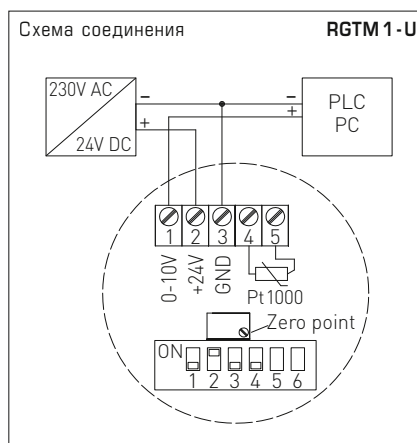 Схема соединения RGTM 1-U
230V AC
24V DC
−
+
−
+
PLC
PC
1 2 3 4 5
0-10V
+24V
GND
Pt1000
Zero point
ON
1 2 3 4 5 6